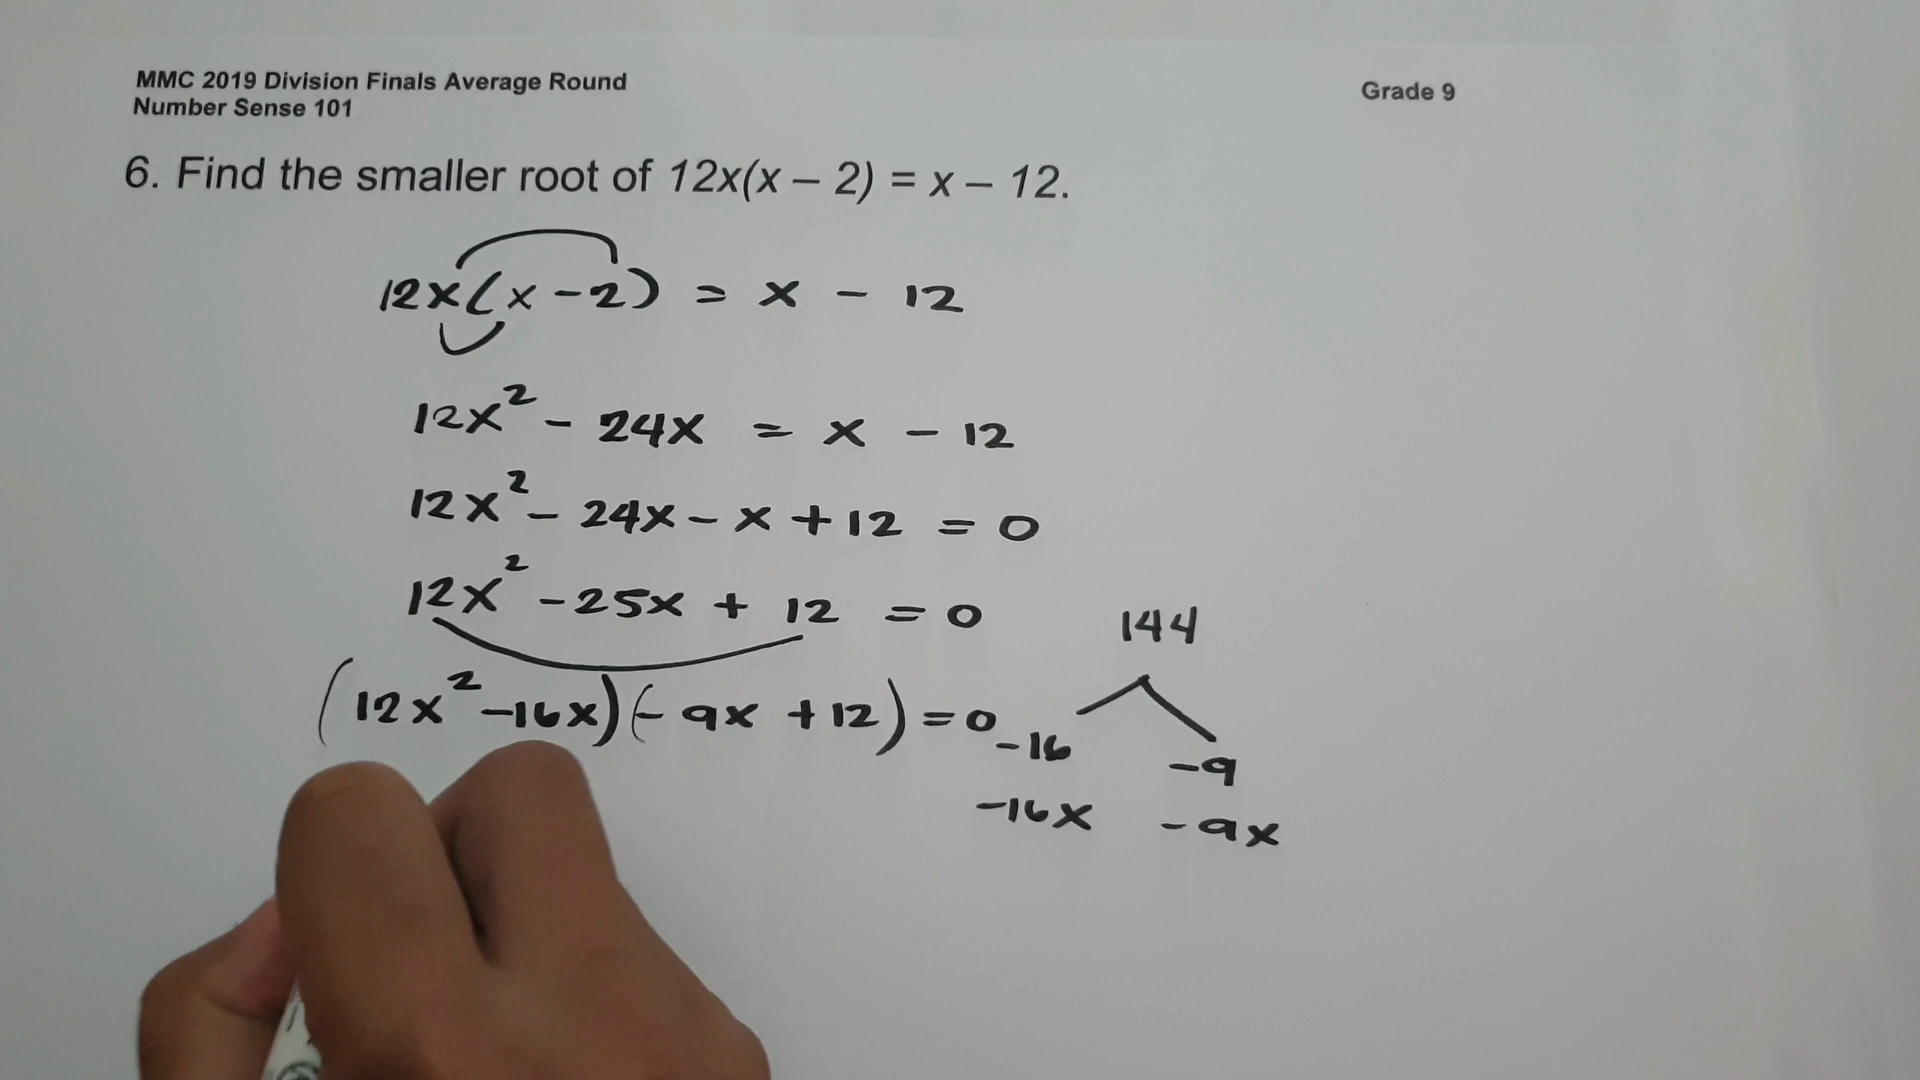 MMC 2019 Division Finals Average Round
Number Sense 101
Grade 9
6. Find the smaller root of 12x(x – 2) = x – 12.
12x(x - 2) = x - 12
12x² - 24x = x - 12
12x² - 24x - x + 12 = 0
12x² - 25x + 12 = 0
144
(12x² - 16x)(- 9x + 12) = 0
-16 -9
-16x -9x